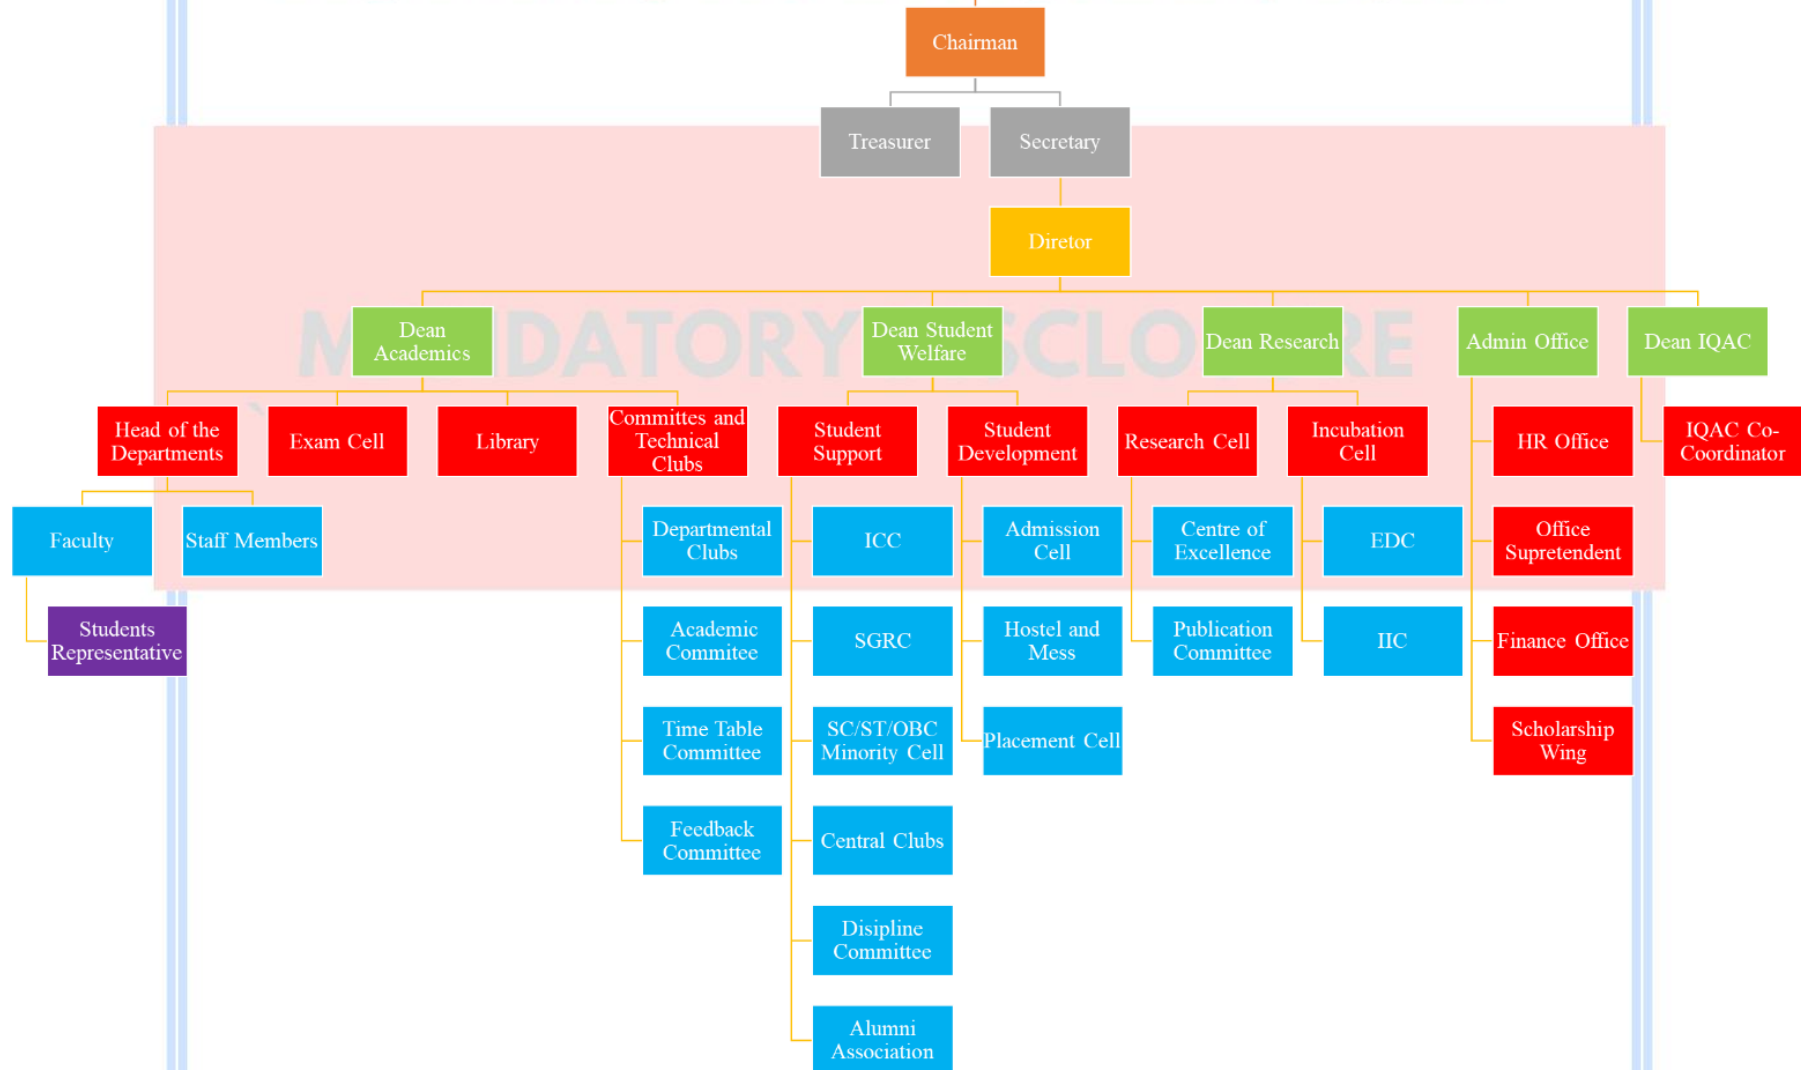 Chairman
Treasurer
Secretary
Diretor
MANDATORY DISCLOSURE
Dean
Academics
Dean Student
Welfare
Dean Research
Admin Office
Dean IQAC
Head of the
Departments
Exam Cell
Library
Committes and
Technical
Clubs
Student
Support
Student
Development
Research Cell
Incubation
Cell
HR Office
IQAC Co-
Coordinator
Faculty
Staff Members
Departmental
Clubs
ICC
Admission
Cell
Centre of
Excellence
EDC
Office
Supretendent
Students
Representative
Academic
Commitee
SGRC
Hostel and
Mess
Publication
Committee
IIC
Finance Office
Time Table
Committee
SC/ST/OBC
Minority Cell
Placement Cell
Scholarship
Wing
Feedback
Committee
Central Clubs
Disipline
Committee
Alumni
Association